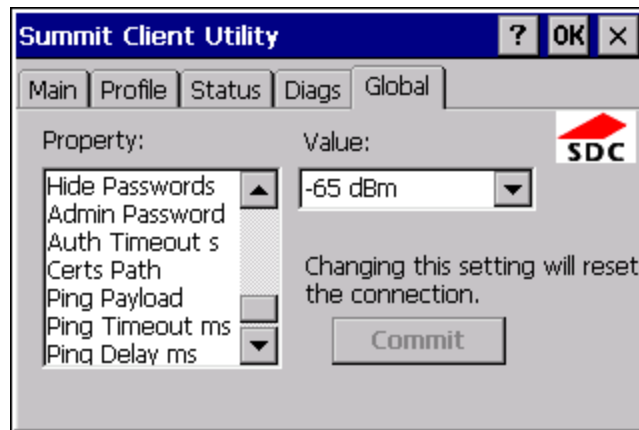 Summit Client Utility ? OK ×
Main Profile Status Diags Global
Property:
Value:
SDC
Hide Passwords
Admin Password
Auth Timeout s
Certs Path
Ping Payload
Ping Timeout ms
Ping Delay ms
-65 dBm
Changing this setting will reset
the connection.
Commit